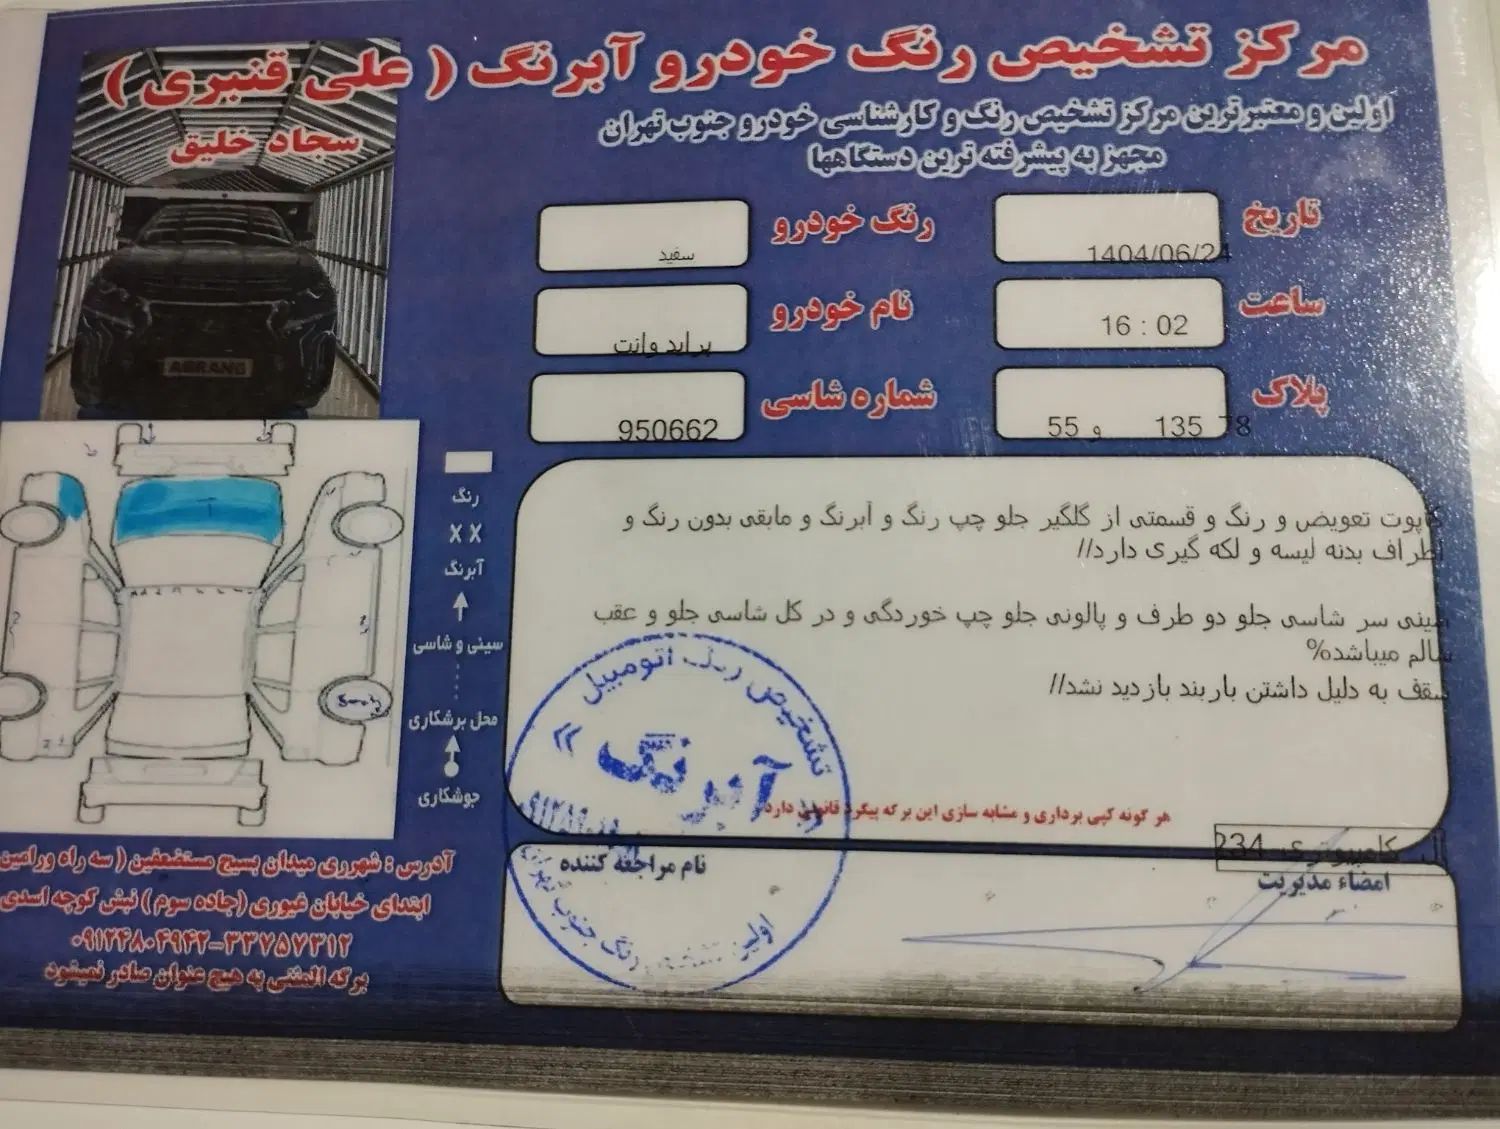 مرکز تشخیص رنگ خودرو آبرنگ ( علی قنبری )
سجاد خلیق
اولین و معتبرترین مرکز تشخیص رنگ و کارشناسی خودرو جنوب تهران
مجهز به پیشرفته ترین دستگاهها
تاریخ 1404/06/24
رنگ خودرو سفید
ساعت 16 : 02
نام خودرو پراید وانت
پلاک 78 135 و 55
شماره شاسی 950662
ABRANG
رنگ
X X
آبرنگ
سینی و شاسی
محل برشکاری
جوشکاری
کاپوت تعویض و رنگ و قسمتی از گلگیر جلو چپ رنگ و آبرنگ و مابقی بدون رنگ و
اطراف بدنه لیسه و لکه گیری دارد//
سینی سر شاسی جلو دو طرف و پالونی جلو چپ خوردگی و در کل شاسی جلو و عقب
سالم میباشد%
سقف به دلیل داشتن باربند بازدید نشد//
تشخیص رنگ اتومبیل
« آبرنگ »
رنگ جنوب تهران
هر گونه کپی برداری و مشابه سازی این برگه پیگرد قانونی دارد
کامپیوتری 234
نام مراجعه کننده
امضاء مدیریت
آدرس : شهرری میدان بسیج مستضعفین ( سه راه ورامین
ابتدای خیابان غیوری (جاده سوم ) نبش کوچه اسدی
۰۹۱۲۴۸۰۴۹۴۲-۳۳۷۵۷۳۱۲
برگه المثنی به هیچ عنوان صادر نمیشود